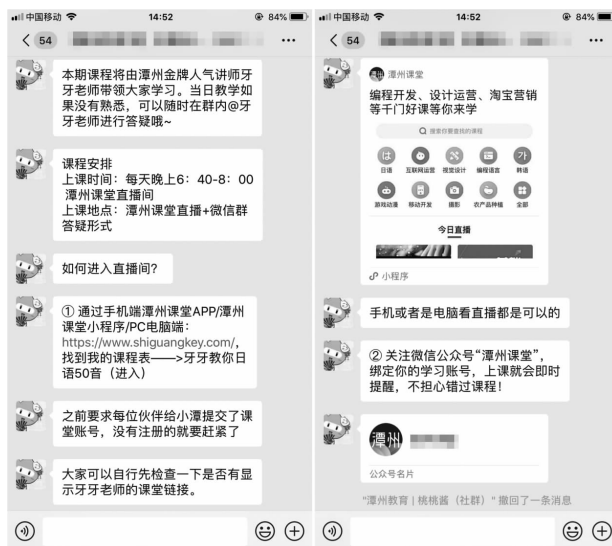 中国移动
14:52
84%
54
本期课程将由潭州金牌人气讲师牙
牙老师带领大家学习。当日教学如
果没有熟悉，可以随时在群内@牙
牙老师进行答疑哦~
课程安排
上课时间：每天晚上6：40-8：00
潭州课堂直播间
上课地点：潭州课堂直播+微信群
答疑形式
如何进入直播间?
① 通过手机端潭州课堂APP/潭州
课堂小程序/PC电脑端：
https://www.shiguangkey.com/,
找到我的课程表——>牙牙教你日
语50音（进入）
之前要求每位伙伴给小潭提交了课
堂账号，没有注册的就要赶紧了
大家可以自行先检查一下是否有显
示牙牙老师的课堂链接。
中国移动
14:52
84%
54
潭州课堂
编程开发、设计运营、淘宝营销
等千门好课等你来学
搜索你要查找的课程
は
가
日语 互联网运营 视觉设计 编程语言 韩语
游戏动漫 移动开发 摄影 农产品种植 全部
今日直播
小程序
手机或者是电脑看直播都是可以的
② 关注微信公众号“潭州课堂”，
绑定你的学习账号，上课就会即时
提醒，不担心错过课程！
潭州
公众号名片
"潭州教育 | 桃桃酱（社群）"撤回了一条消息